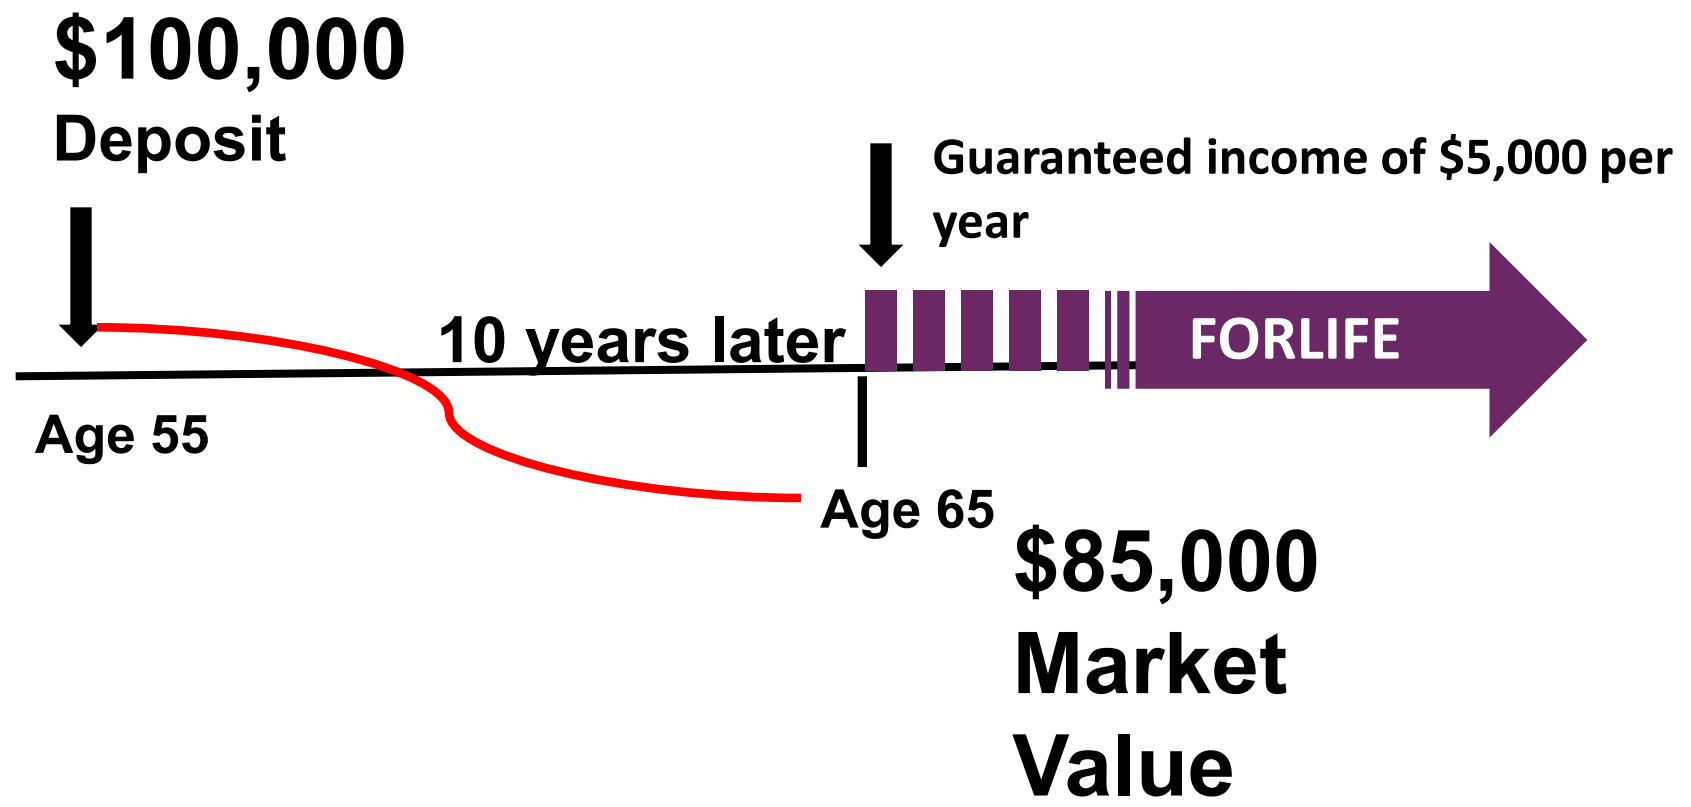 $100,000
Deposit
Guaranteed income of $5,000 per
year
10 years later
FORLIFE
Age 55
Age 65
$85,000
Market
Value